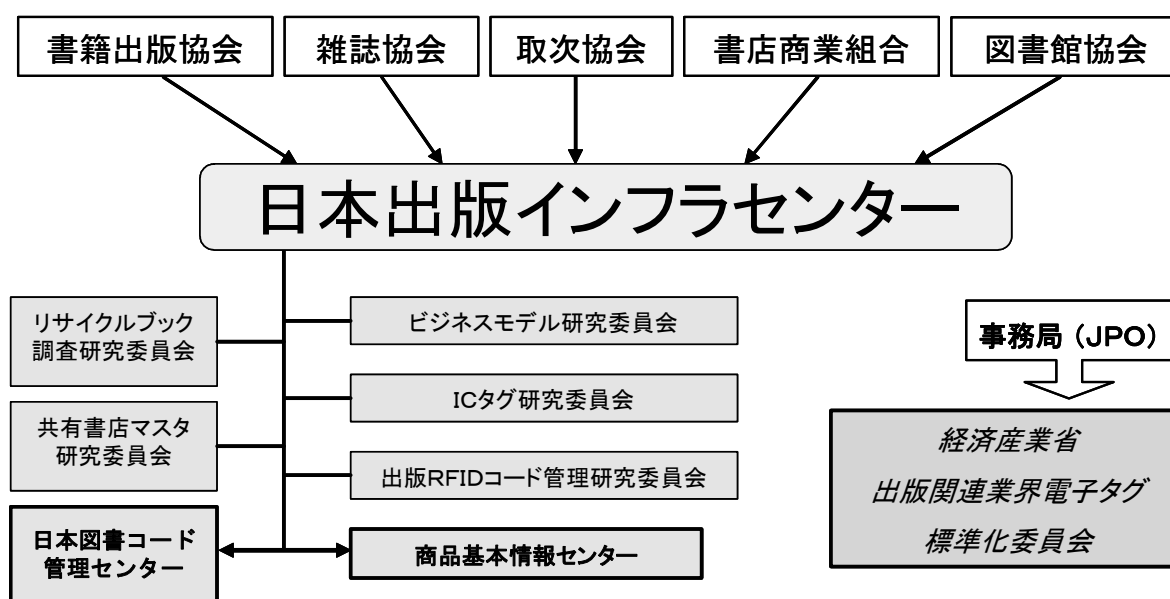 書籍出版協会
雑誌協会
取次協会
書店商業組合
図書館協会
日本出版インフラセンター
リサイクルブック
調査研究委員会
ビジネスモデル研究委員会
事務局（JPO）
共有書店マスタ
研究委員会
ICタグ研究委員会
出版RFIDコード管理研究委員会
経済産業省
出版関連業界電子タグ
標準化委員会
日本図書コード
管理センター
商品基本情報センター